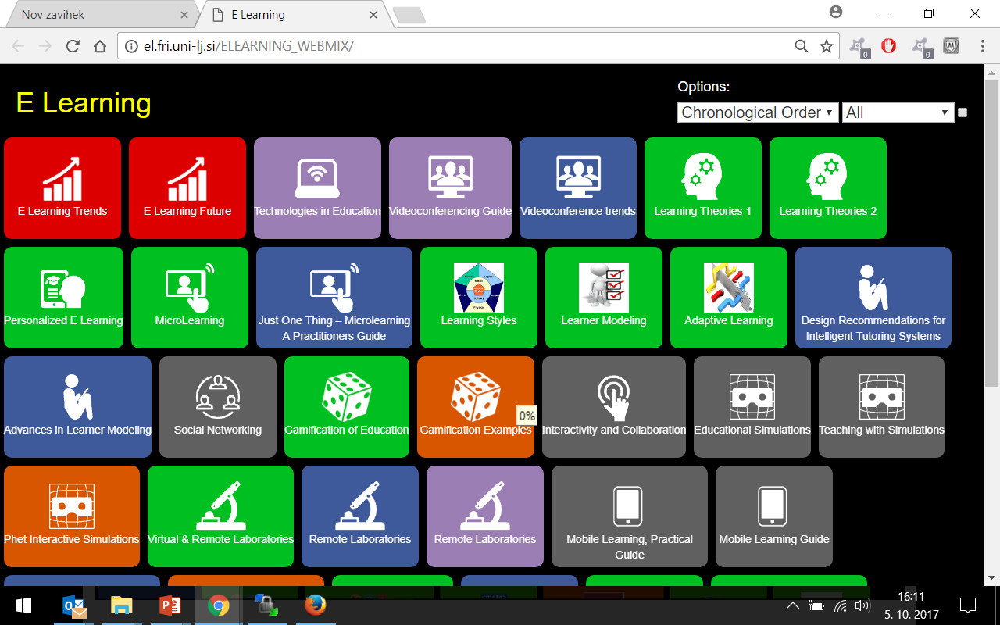 Nov zavihek
E Learning
el.fri.uni-lj.si/ELEARNING_WEBMIX/
0
0
E Learning
Options:
Chronological Order
All
E Learning Trends
E Learning Future
Technologies in Education
Videoconferencing Guide
Videoconference trends
Learning Theories 1
Learning Theories 2
Personalized E Learning
MicroLearning
Just One Thing – Microlearning
A Practitioners Guide
Learning Styles
Learner Modeling
Adaptive Learning
Design Recommendations for
Intelligent Tutoring Systems
Advances in Learner Modeling
Social Networking
Gamification of Education
Gamification Examples
0%
Interactivity and Collaboration
Educational Simulations
Teaching with Simulations
Phet Interactive Simulations
Virtual & Remote Laboratories
Remote Laboratories
Remote Laboratories
Mobile Learning, Practical
Guide
Mobile Learning Guide
16:11
5. 10. 2017